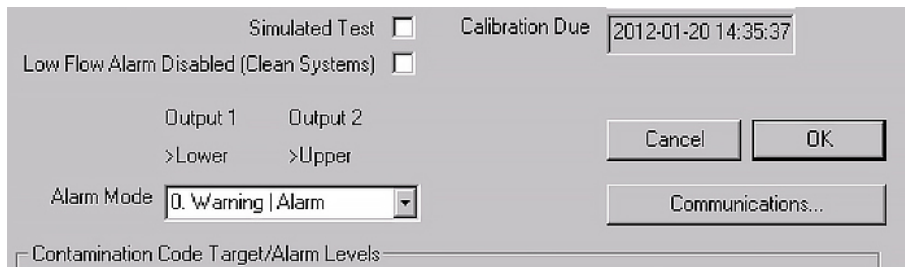 Simulated Test
Calibration Due 2012-01-20 14:35:37
Low Flow Alarm Disabled (Clean Systems)
Output 1 Output 2
>Lower >Upper
Cancel OK
Alarm Mode 0. Warning | Alarm
Communications...
Contamination Code Target/Alarm Levels